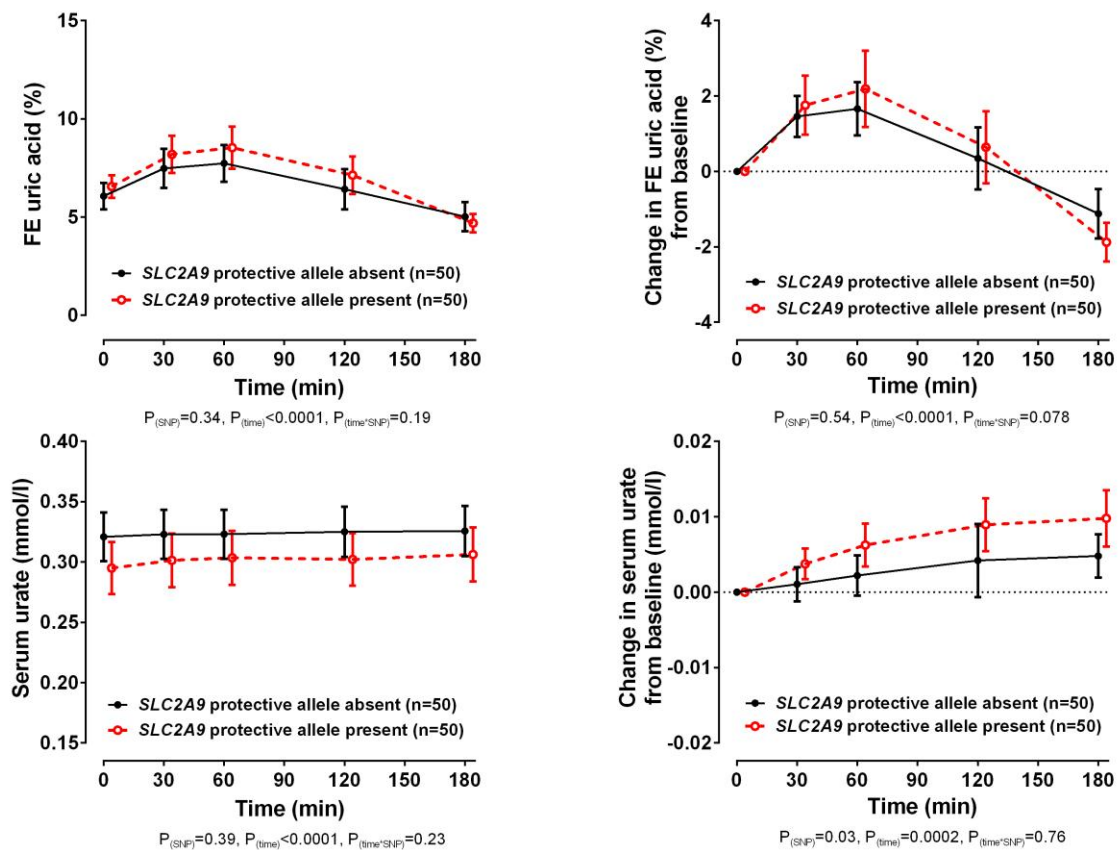 FE uric acid (%)
15
10
5
0
SLC2A9 protective allele absent (n=50)
SLC2A9 protective allele present (n=50)
0 30 60 90 120 150 180
Time (min)
P(SNP)=0.34, P(time)<0.0001, P(time*SNP)=0.19
Change in FE uric acid (%)
from baseline
4
2
0
-2
-4
SLC2A9 protective allele absent (n=50)
SLC2A9 protective allele present (n=50)
0 30 60 90 120 150 180
Time (min)
P(SNP)=0.54, P(time)<0.0001, P(time*SNP)=0.078
Serum urate (mmol/l)
0.40
0.35
0.30
0.25
0.20
0.15
SLC2A9 protective allele absent (n=50)
SLC2A9 protective allele present (n=50)
0 30 60 90 120 150 180
Time (min)
P(SNP)=0.39, P(time)<0.0001, P(time*SNP)=0.23
Change in serum urate
from baseline (mmol/l)
0.02
0.01
0.00
-0.01
-0.02
SLC2A9 protective allele absent (n=50)
SLC2A9 protective allele present (n=50)
0 30 60 90 120 150 180
Time (min)
P(SNP)=0.03, P(time)=0.0002, P(time*SNP)=0.76